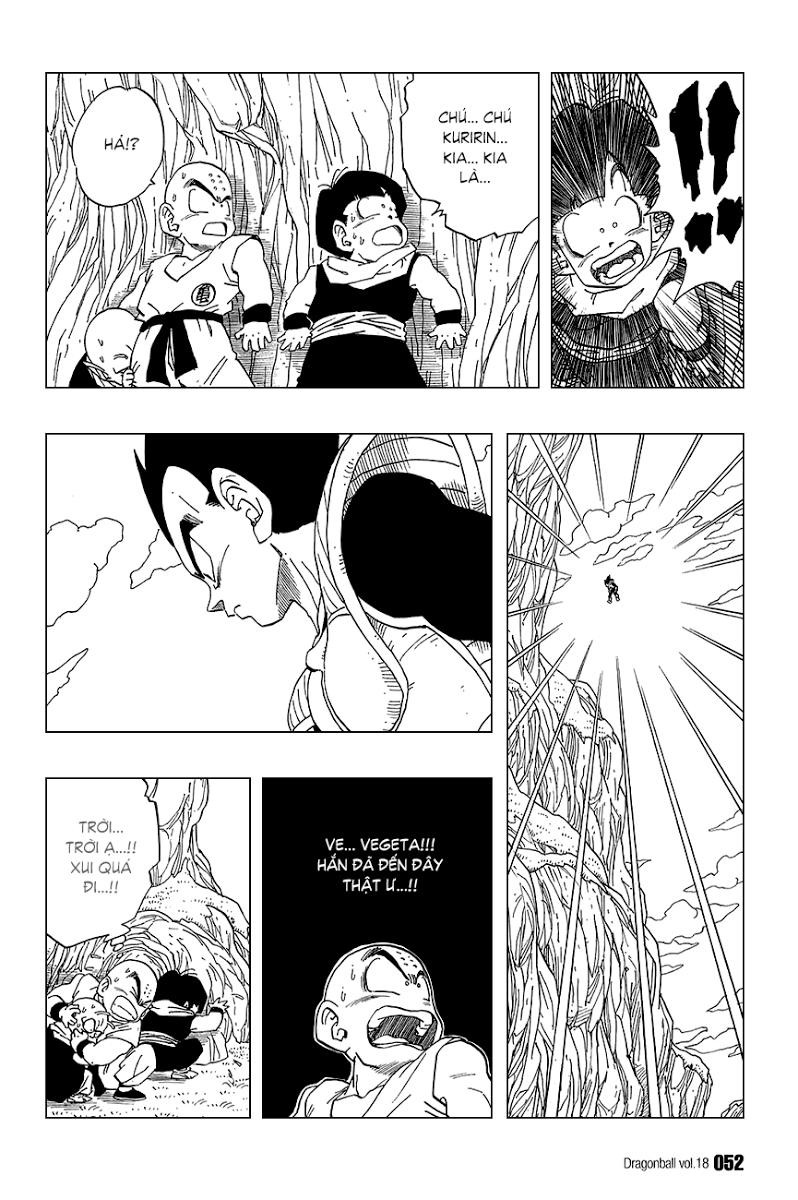 !! !!
CHÚ... CHÚ
KURIRIN...
KIA... KIA
LÀ...
HẢ!?
VE... VEGETA!!!
HẮN ĐÃ ĐẾN ĐÂY
THẬT Ư...!!
TRỜI...
TRỜI Ạ...!!
XUI QUÁ
ĐI...!!
Dragonball vol.18 052